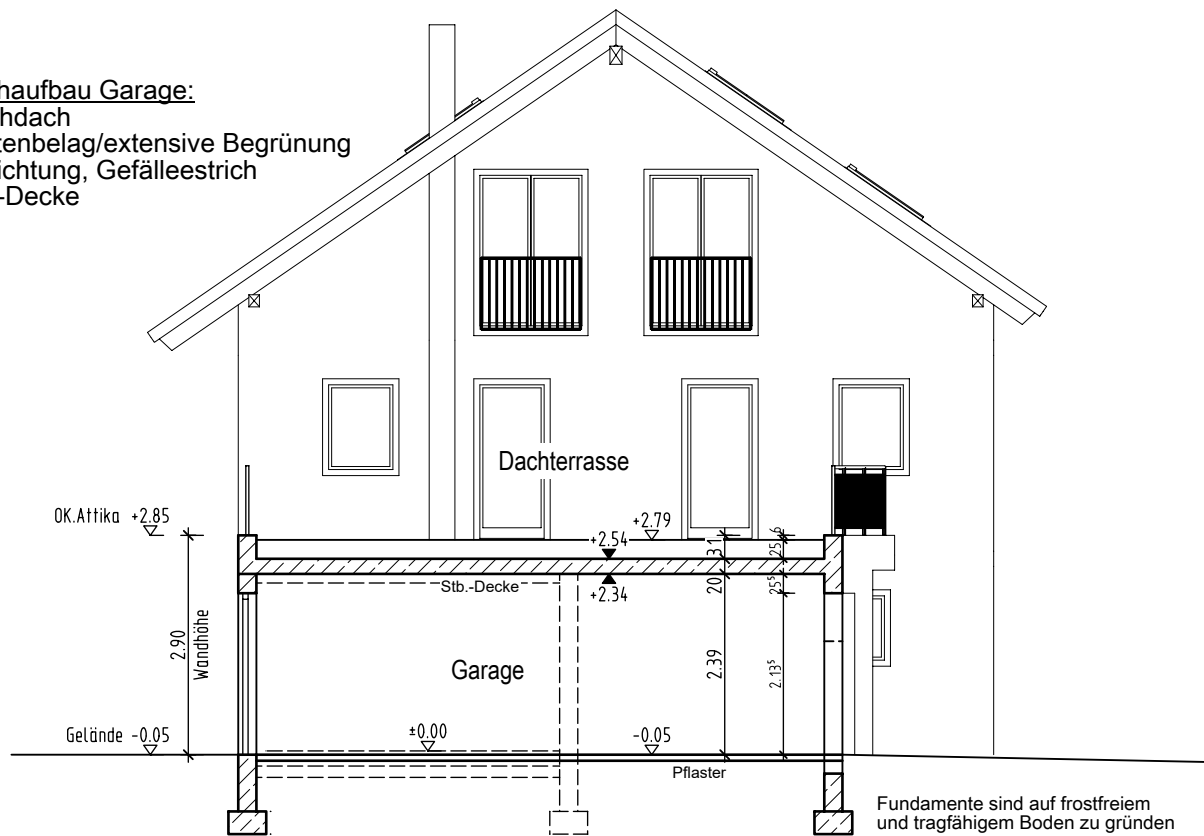 haufbau Garage:
hdach
tenbelag/extensive Begrünung
ichtung, Gefälleestrich
-Decke
Dachterrasse
OK.Attika +2.85
+2.79
+2.54
31
25
6
Stb.-Decke
+2.34
20
25⁵
2.90
Wandhöhe
Garage
2.39
2.13⁵
Gelände -0.05
±0.00
-0.05
Pflaster
Fundamente sind auf frostfreiem
und tragfähigem Boden zu gründen